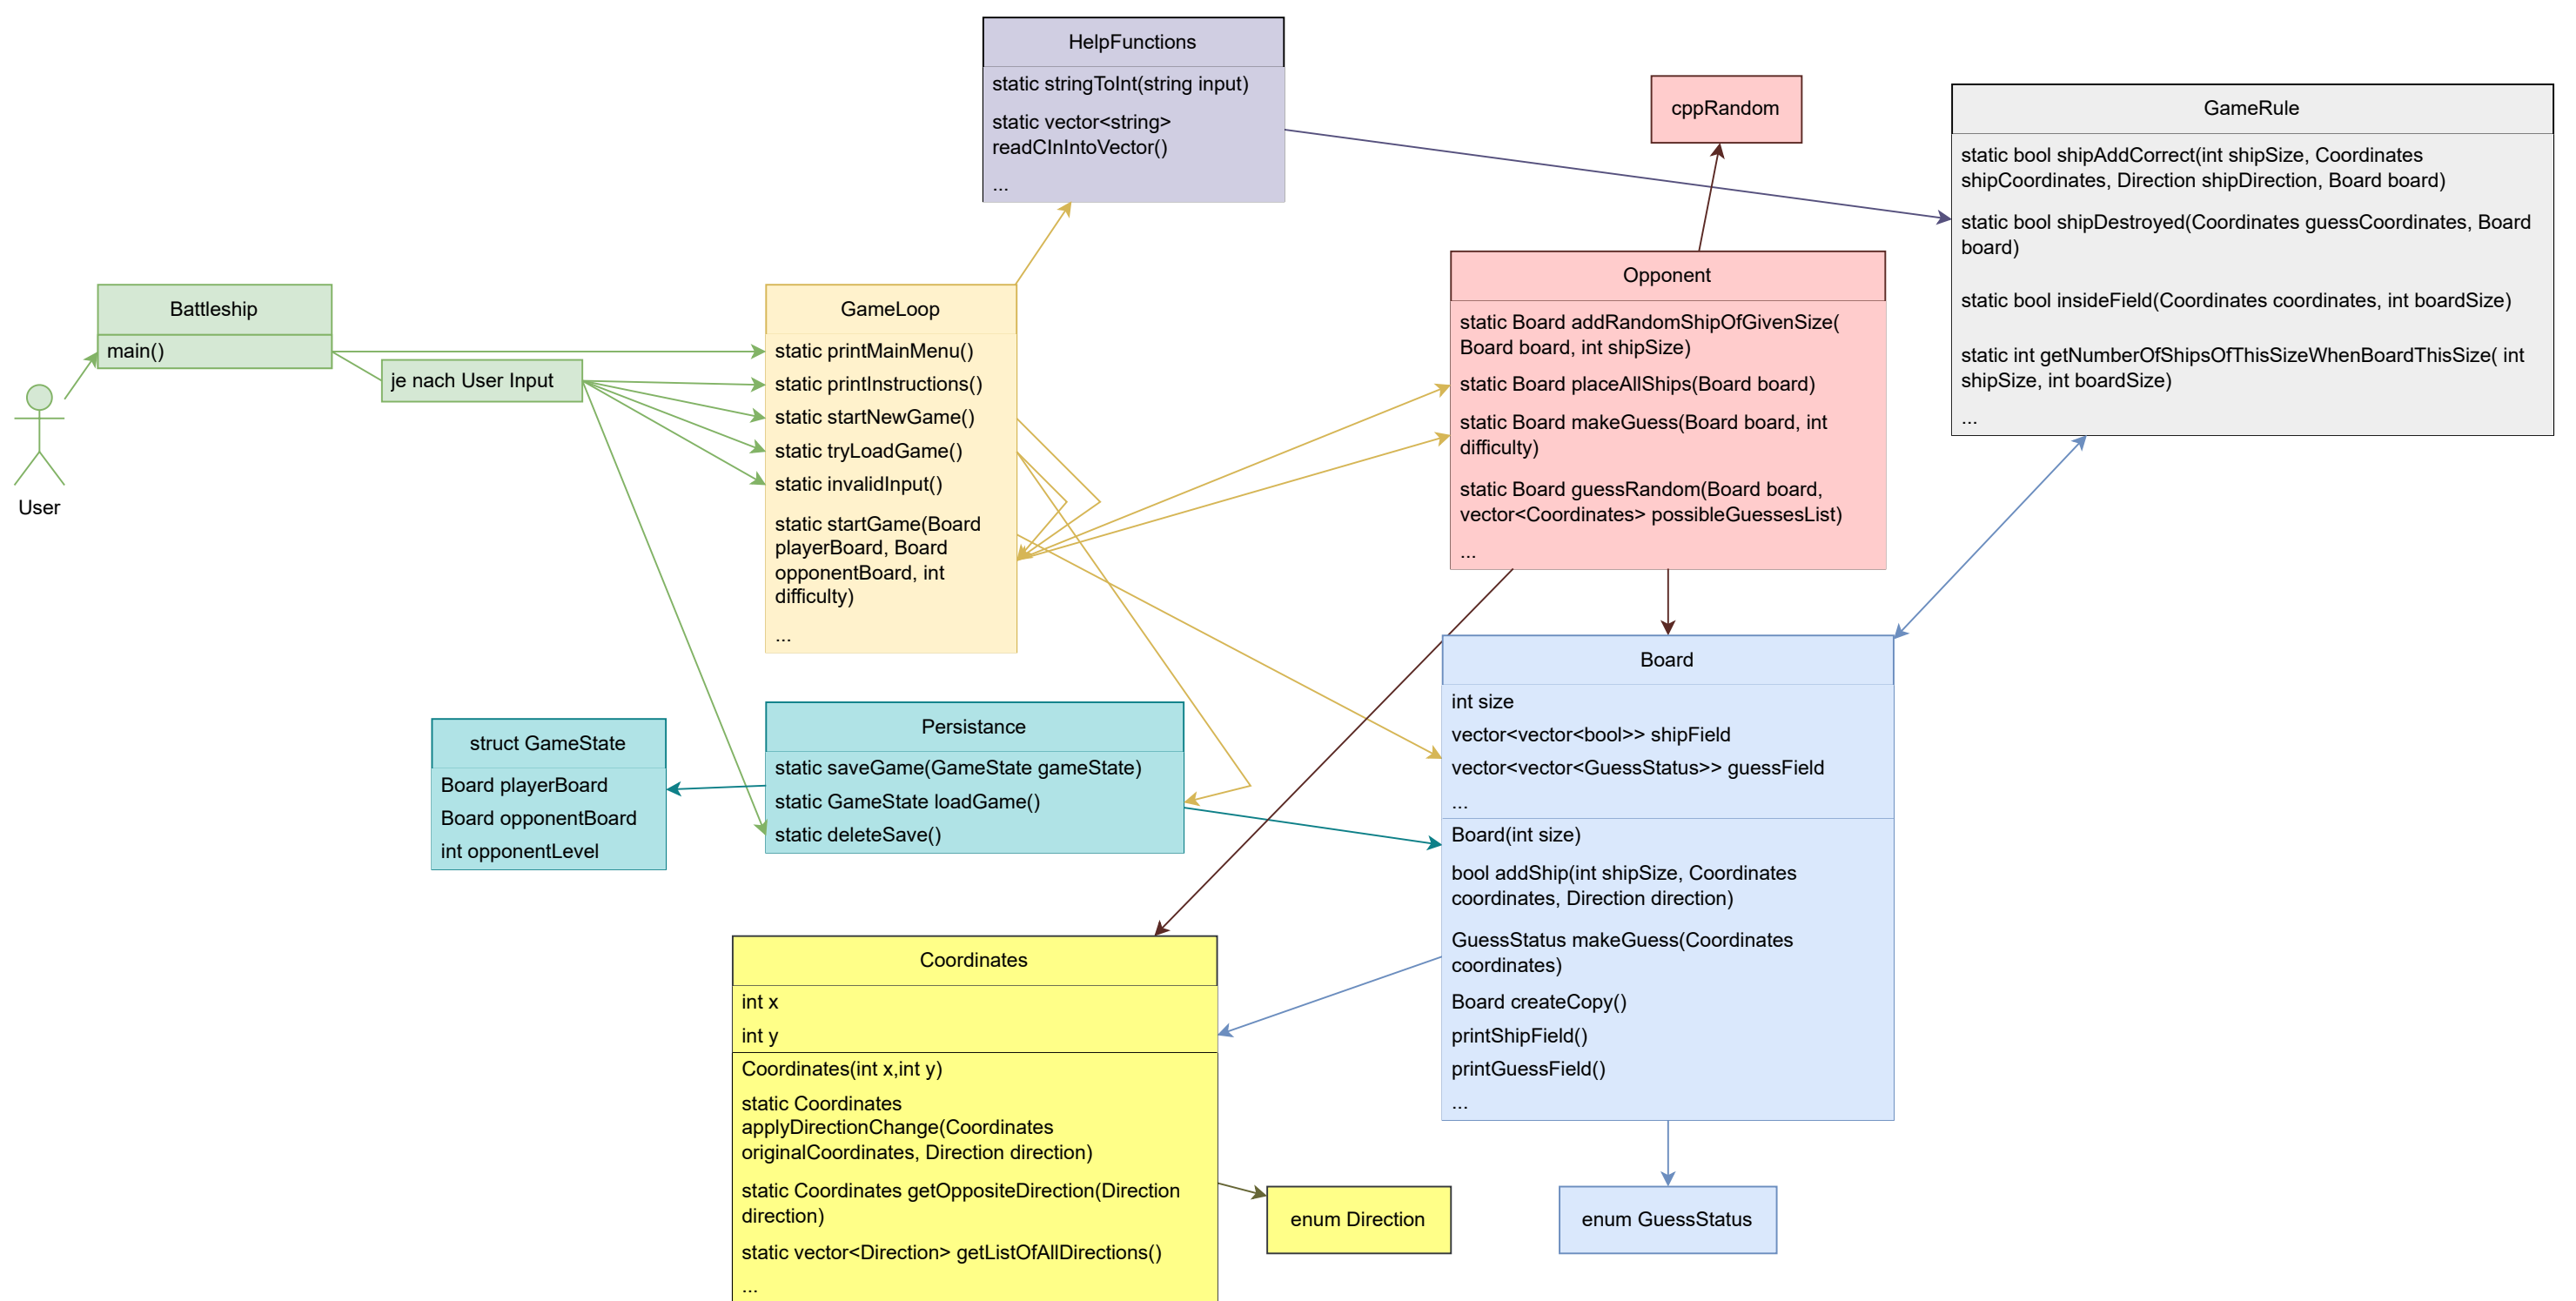 HelpFunctions
static stringToInt(string input)
static vector<string>
readCInIntoVector()
...
cppRandom
GameRule
static bool shipAddCorrect(int shipSize, Coordinates
shipCoordinates, Direction shipDirection, Board board)
static bool shipDestroyed(Coordinates guessCoordinates, Board
board)
static bool insideField(Coordinates coordinates, int boardSize)
static int getNumberOfShipsOfThisSizeWhenBoardThisSize( int
shipSize, int boardSize)
...
Battleship
main()
je nach User Input
User
GameLoop
static printMainMenu()
static printInstructions()
static startNewGame()
static tryLoadGame()
static invalidInput()
static startGame(Board
playerBoard, Board
opponentBoard, int
difficulty)
...
Opponent
static Board addRandomShipOfGivenSize(
Board board, int shipSize)
static Board placeAllShips(Board board)
static Board makeGuess(Board board, int
difficulty)
static Board guessRandom(Board board,
vector<Coordinates> possibleGuessesList)
...
struct GameState
Board playerBoard
Board opponentBoard
int opponentLevel
Persistance
static saveGame(GameState gameState)
static GameState loadGame()
static deleteSave()
Board
int size
vector<vector<bool>> shipField
vector<vector<GuessStatus>> guessField
...
Board(int size)
bool addShip(int shipSize, Coordinates
coordinates, Direction direction)
GuessStatus makeGuess(Coordinates
coordinates)
Board createCopy()
printShipField()
printGuessField()
...
Coordinates
int x
int y
Coordinates(int x,int y)
static Coordinates
applyDirectionChange(Coordinates
originalCoordinates, Direction direction)
static Coordinates getOppositeDirection(Direction
direction)
static vector<Direction> getListOfAllDirections()
...
enum Direction
enum GuessStatus